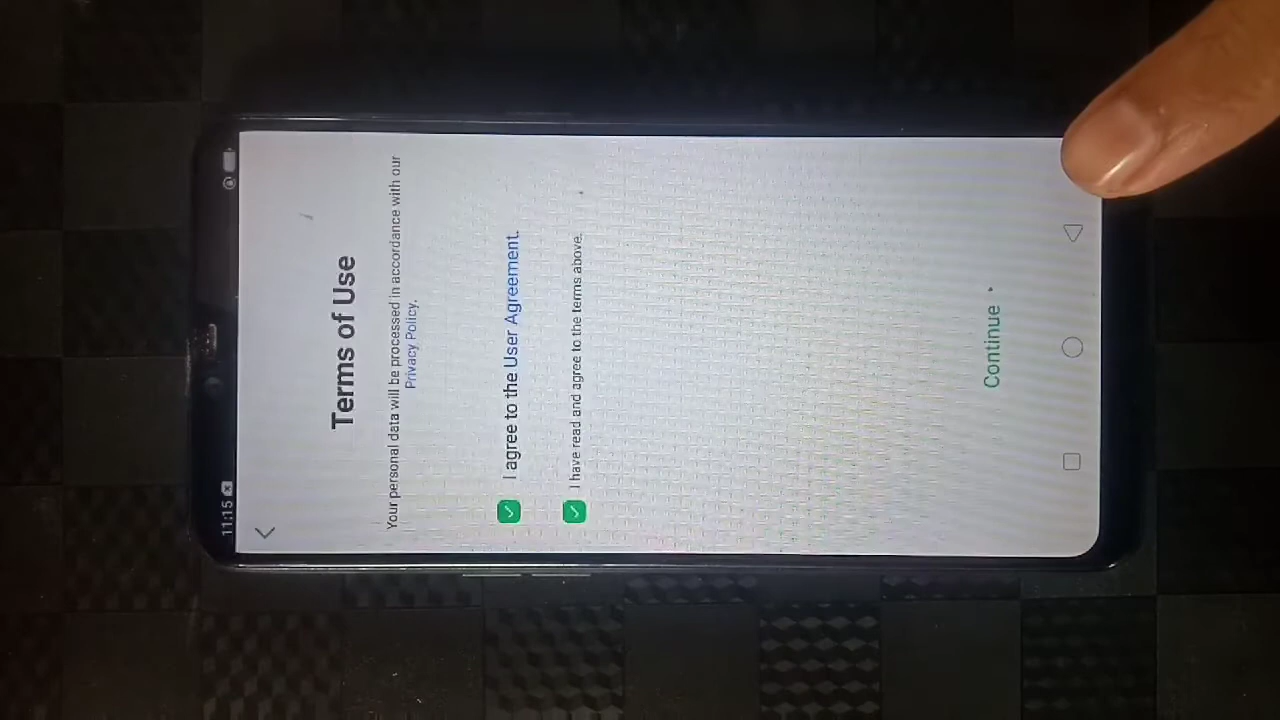 11:15
Terms of Use
Your personal data will be processed in accordance with our
Privacy Policy.
I agree to the User Agreement.
I have read and agree to the terms above.
Continue